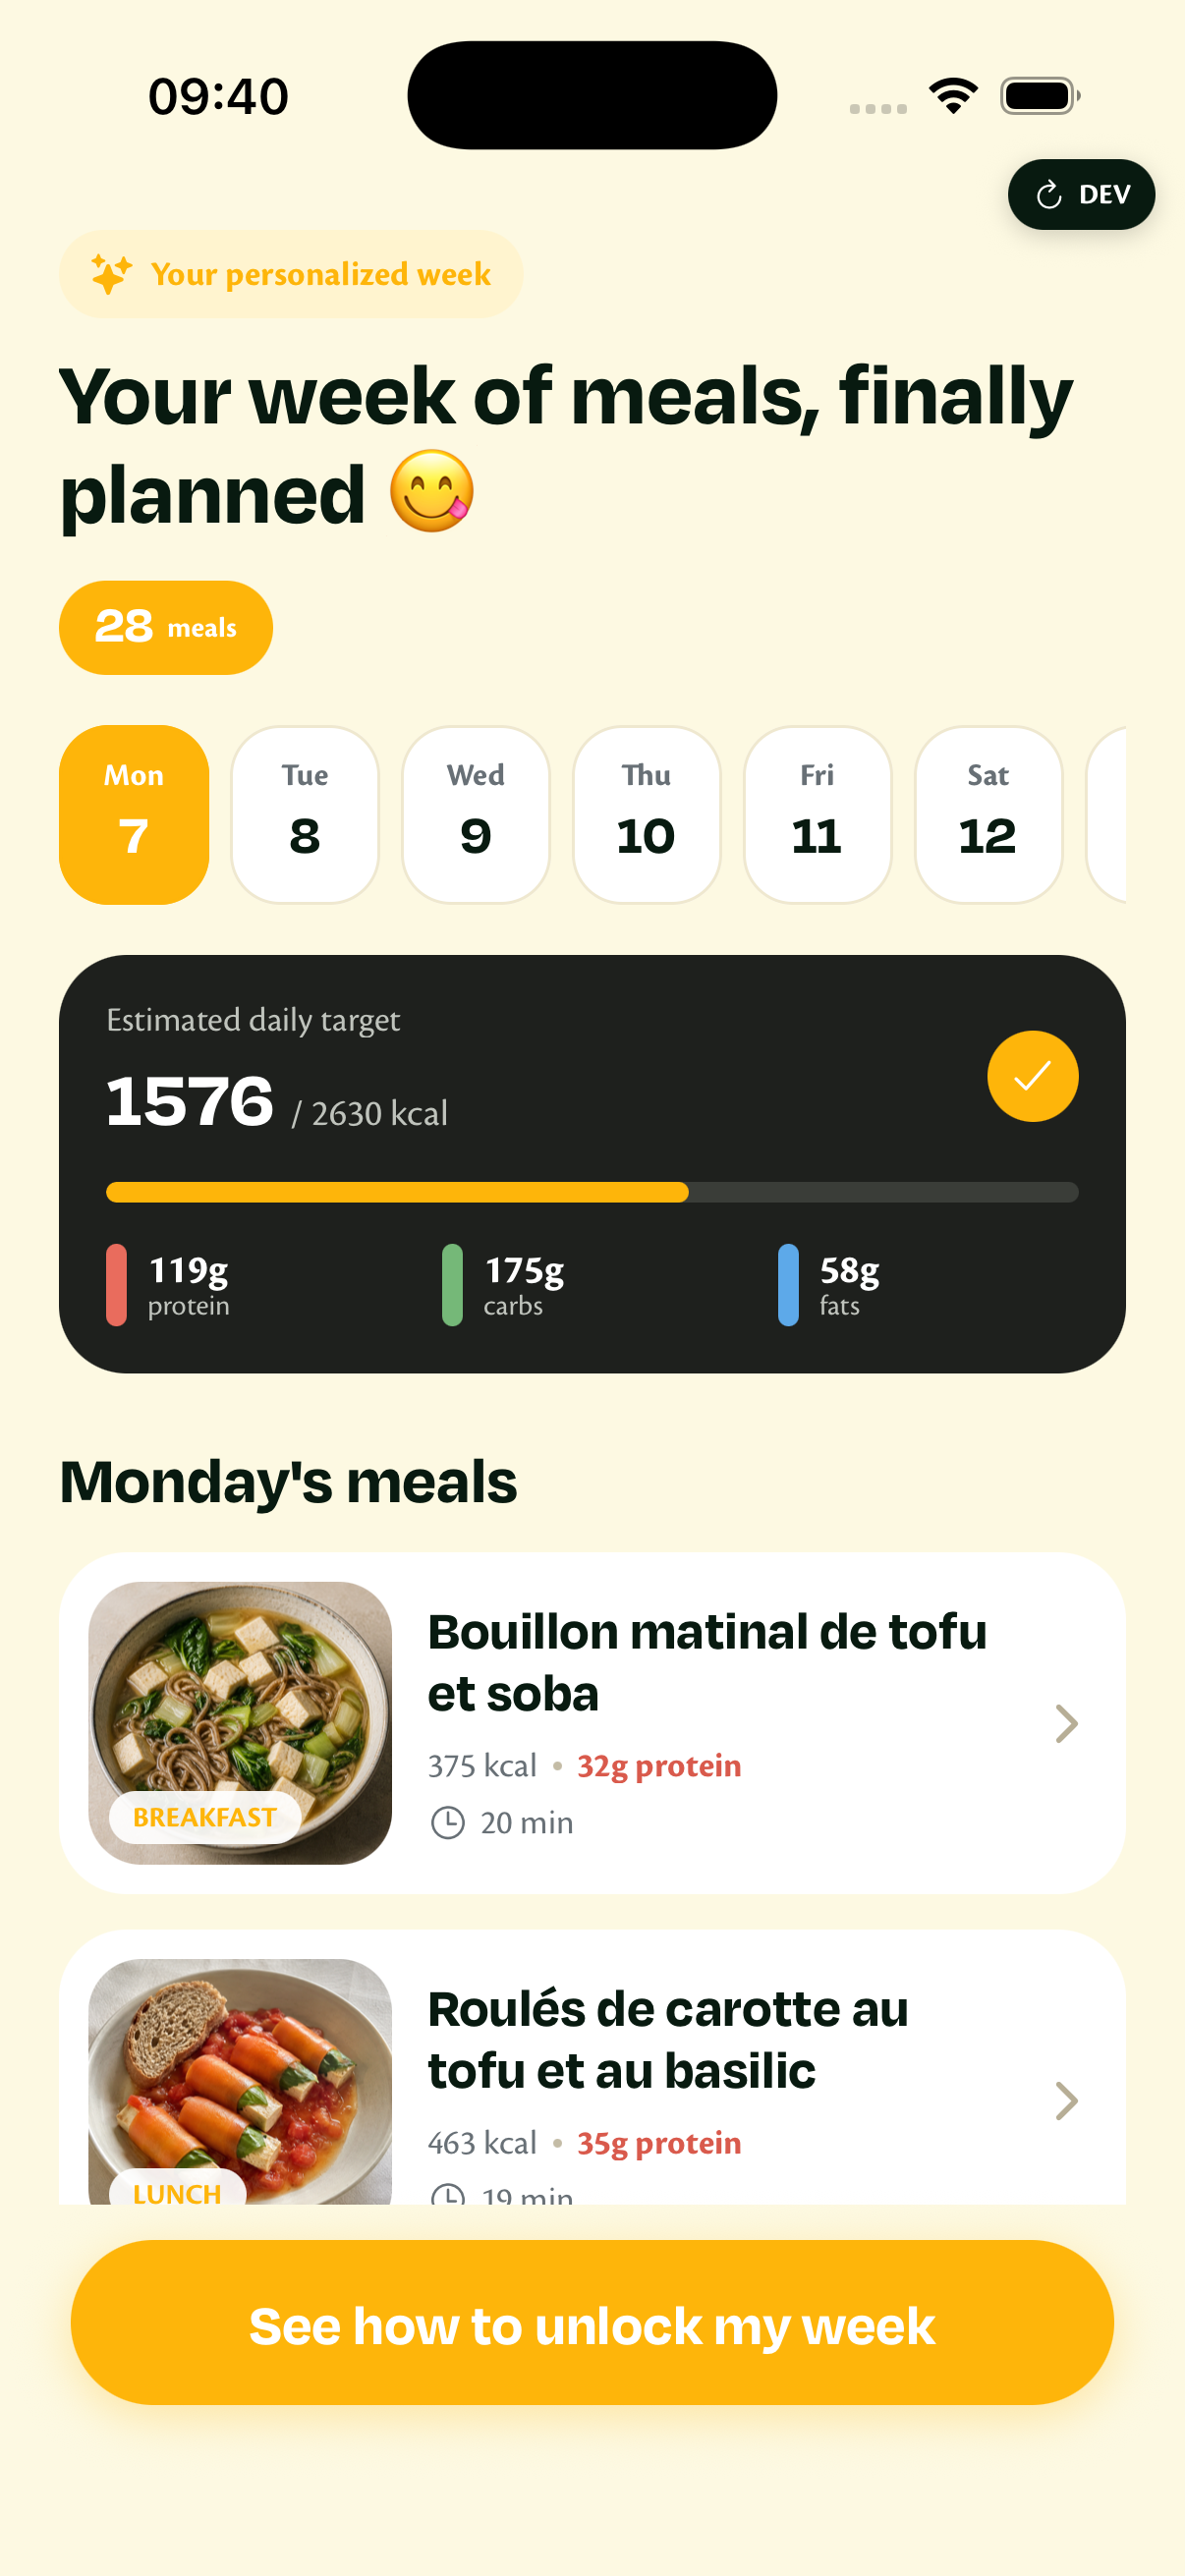 09:40
DEV
Your personalized week
Your week of meals, finally
planned 😋
28 meals
Mon Tue Wed Thu Fri Sat
7 8 9 10 11 12
Estimated daily target
1576 / 2630 kcal
119g 175g 58g
protein carbs fats
Monday's meals
Bouillon matinal de tofu
et soba
375 kcal • 32g protein
20 min
BREAKFAST
Roulés de carotte au
tofu et au basilic
463 kcal • 35g protein
19 min
LUNCH
See how to unlock my week